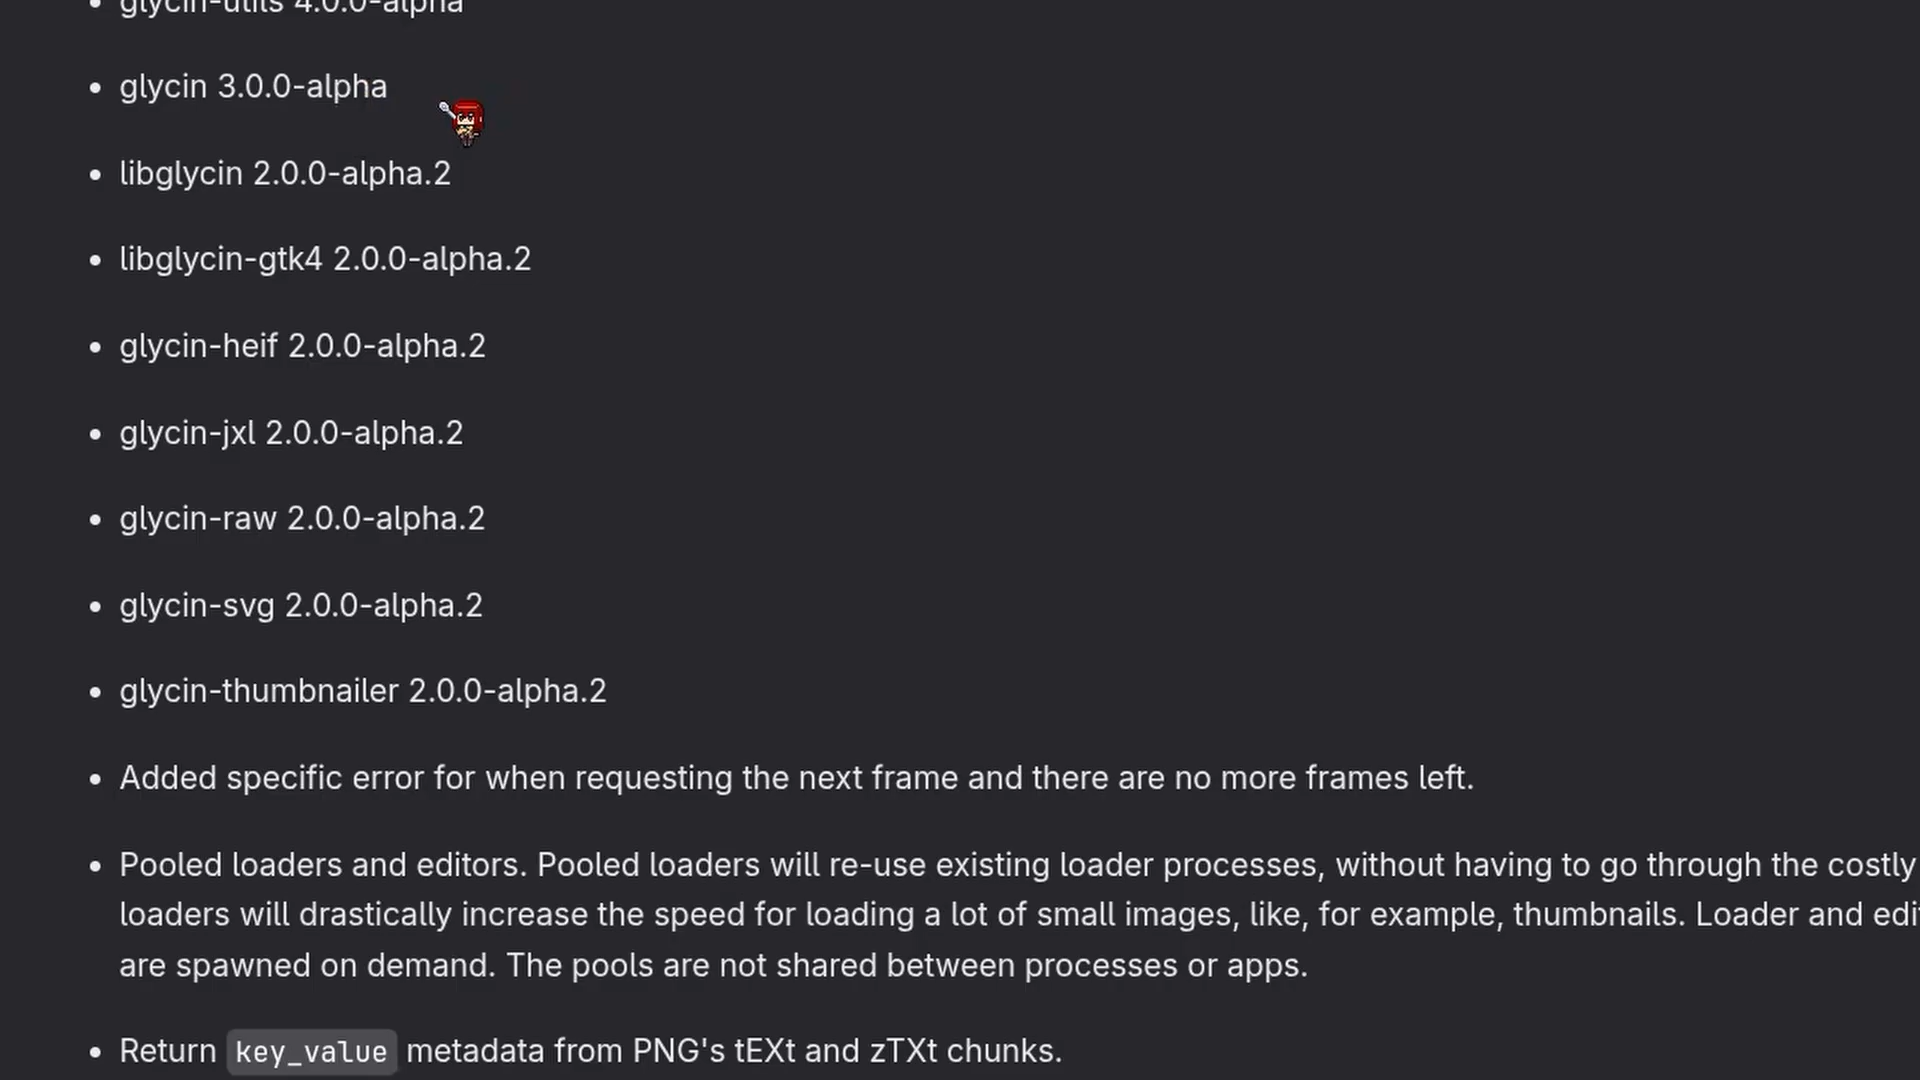 glycin-utils 4.0.0-alpha
glycin 3.0.0-alpha
libglycin 2.0.0-alpha.2
libglycin-gtk4 2.0.0-alpha.2
glycin-heif 2.0.0-alpha.2
glycin-jxl 2.0.0-alpha.2
glycin-raw 2.0.0-alpha.2
glycin-svg 2.0.0-alpha.2
glycin-thumbnailer 2.0.0-alpha.2
Added specific error for when requesting the next frame and there are no more frames left.
Pooled loaders and editors. Pooled loaders will re-use existing loader processes, without having to go through the costly
loaders will drastically increase the speed for loading a lot of small images, like, for example, thumbnails. Loader and edi
are spawned on demand. The pools are not shared between processes or apps.
Return key_value metadata from PNG's tEXt and zTXt chunks.